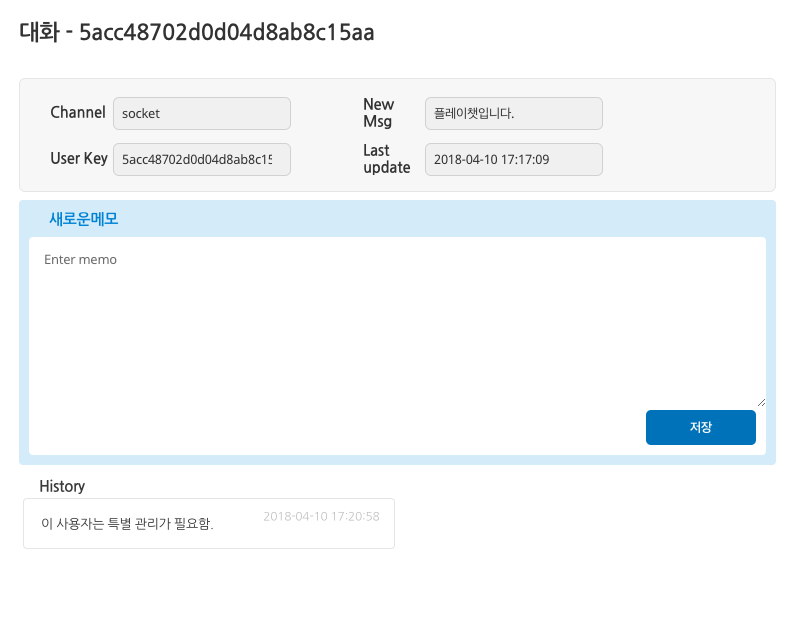 대화 - 5acc48702d0d04d8ab8c15aa
Channel
socket
New
Msg
플레이챗입니다.
User Key
5acc48702d0d04d8ab8c15
Last
update
2018-04-10 17:17:09
새로운메모
Enter memo
저장
History
이 사용자는 특별 관리가 필요함.
2018-04-10 17:20:58